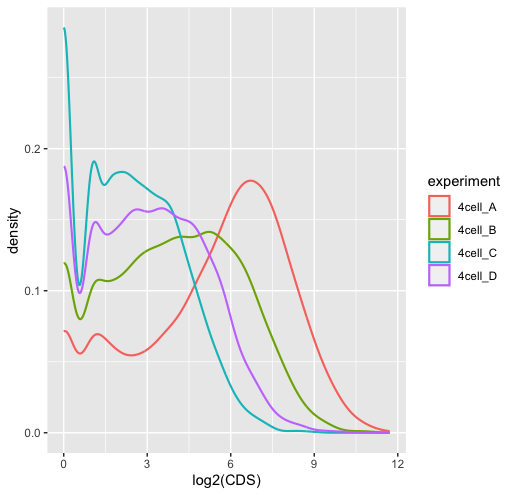 density
0.2
0.1
0.0
0 3 6 9 12
log2(CDS)
experiment
4cell_A
4cell_B
4cell_C
4cell_D